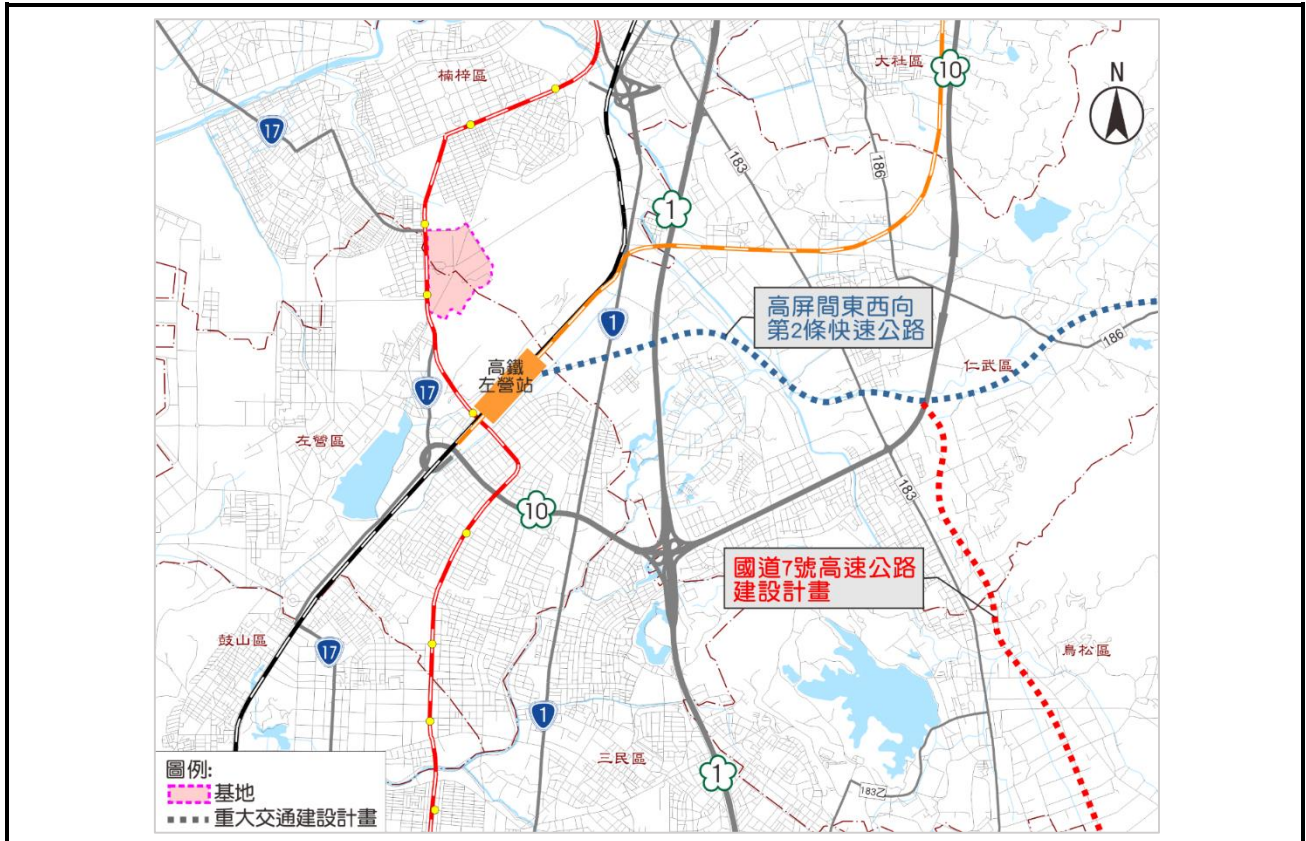 楠梓區
大社區
10
N
17
183
186
1
高屏間東西向
第2條快速公路
1
186
仁武區
高鐵
左營站
17
左營區
183
10
國道7號高速公路
建設計畫
鼓山區
17
鳥松區
1
三民區
1
183乙
圖例:
基地
重大交通建設計畫